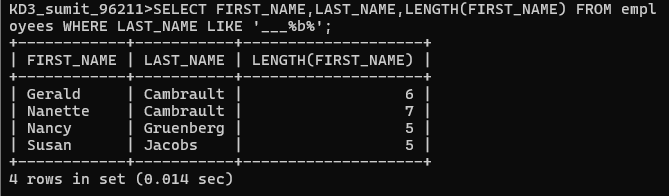 KD3_sumit_96211>SELECT FIRST_NAME,LAST_NAME,LENGTH(FIRST_NAME) FROM empl
oyees WHERE LAST_NAME LIKE '___%b%';
+------------+-----------+--------------------+
| FIRST_NAME | LAST_NAME | LENGTH(FIRST_NAME) |
+------------+-----------+--------------------+
| Gerald     | Cambrault |                  6 |
| Nanette    | Cambrault |                  7 |
| Nancy      | Gruenberg |                  5 |
| Susan      | Jacobs    |                  5 |
+------------+-----------+--------------------+
4 rows in set (0.014 sec)